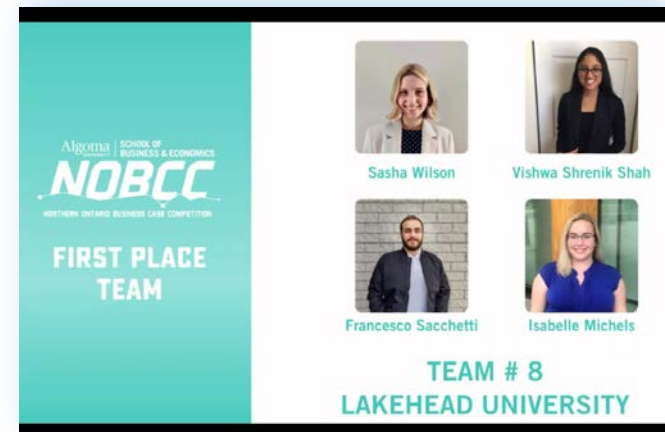 Algoma UNIVERSITY | SCHOOL OF BUSINESS & ECONOMICS
NOBCC
NORTHERN ONTARIO BUSINESS CASE COMPETITION
FIRST PLACE
TEAM
Sasha Wilson
Vishwa Shrenik Shah
Francesco Sacchetti
Isabelle Michels
TEAM # 8
LAKEHEAD UNIVERSITY